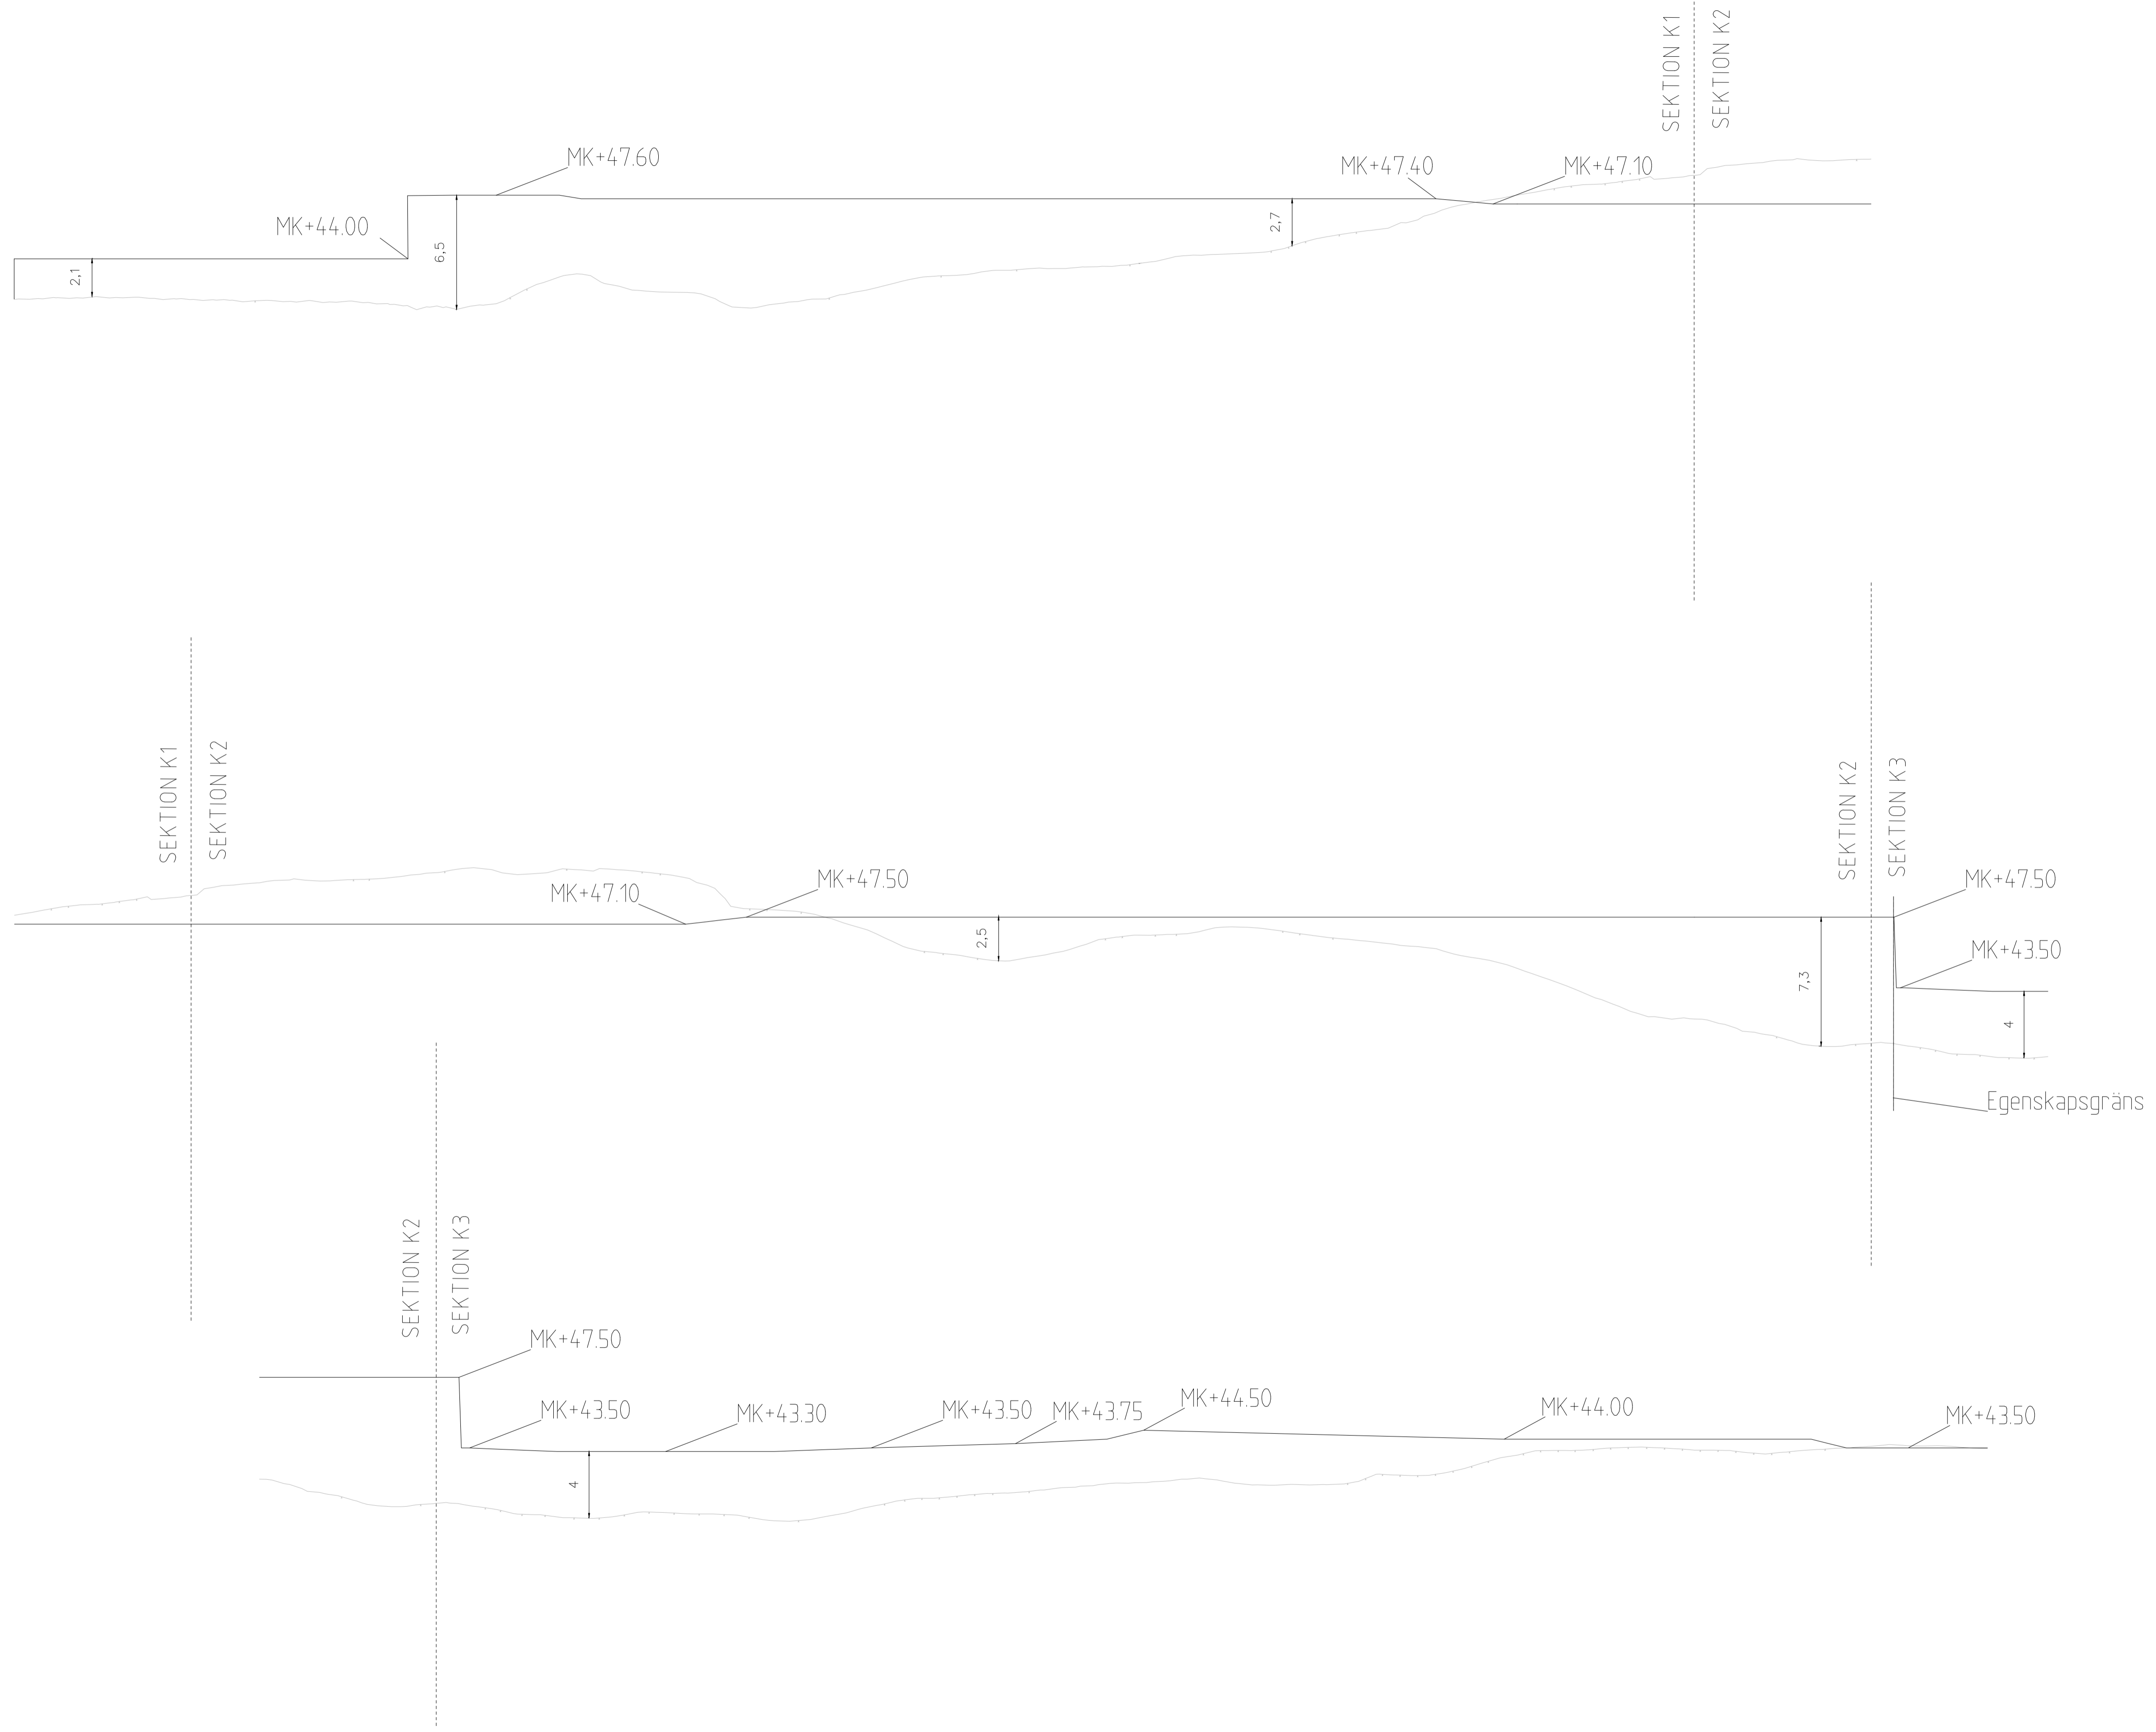 SEKTION K1
SEKTION K2
MK+47.60
MK+47.40
MK+47.10
MK+44.00
2,1
6,5
2,7
SEKTION K1
SEKTION K2
SEKTION K2
SEKTION K3
MK+47.10
MK+47.50
MK+47.50
MK+43.50
2,5
7,3
4
Egenskapsgräns
SEKTION K2
SEKTION K3
MK+47.50
MK+43.50
MK+43.30
MK+43.50
MK+43.75
MK+44.50
MK+44.00
MK+43.50
4